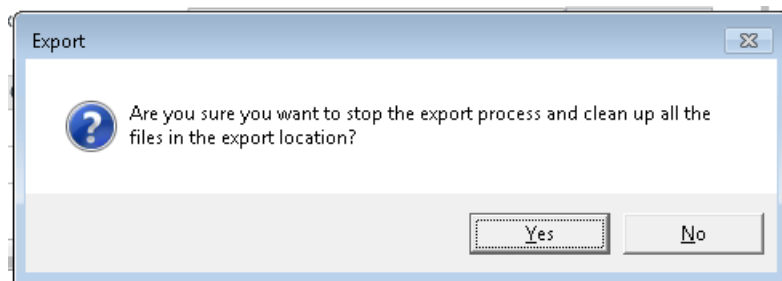 Export
Are you sure you want to stop the export process and clean up all the
files in the export location?
Yes
No